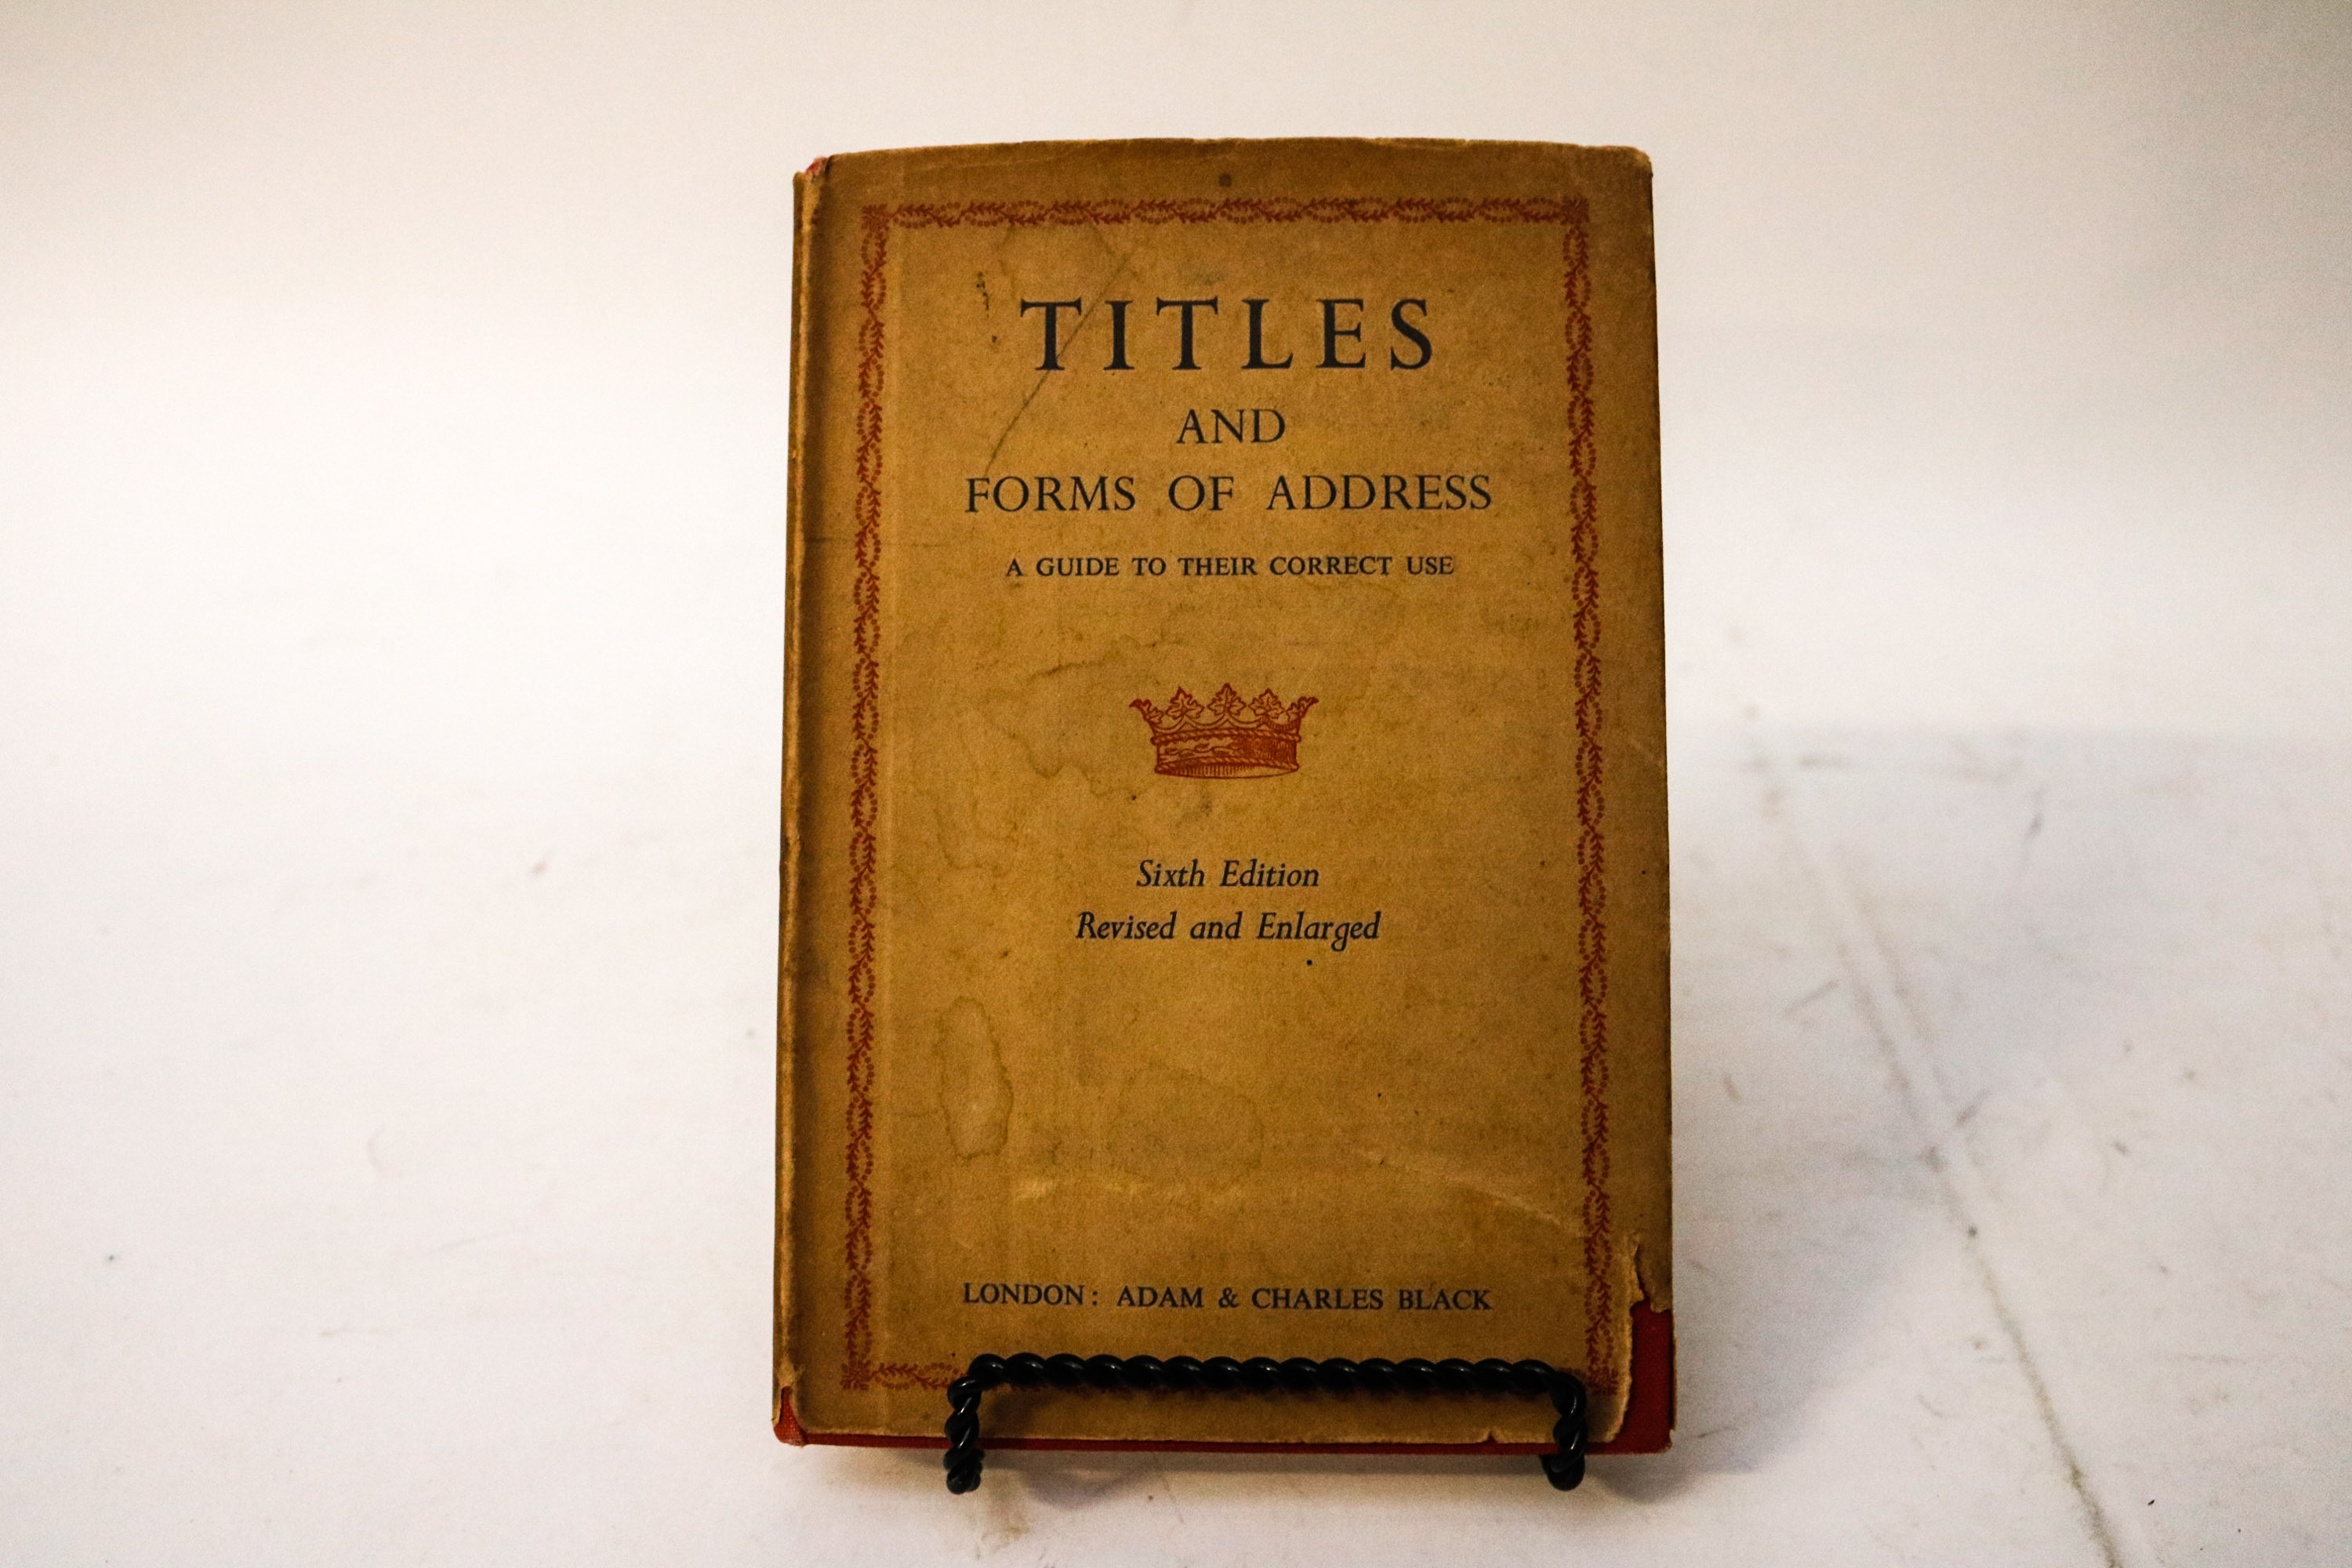 TITLES
AND
FORMS OF ADDRESS
A GUIDE TO THEIR CORRECT USE
Sixth Edition
Revised and Enlarged
LONDON: ADAM & CHARLES BLACK